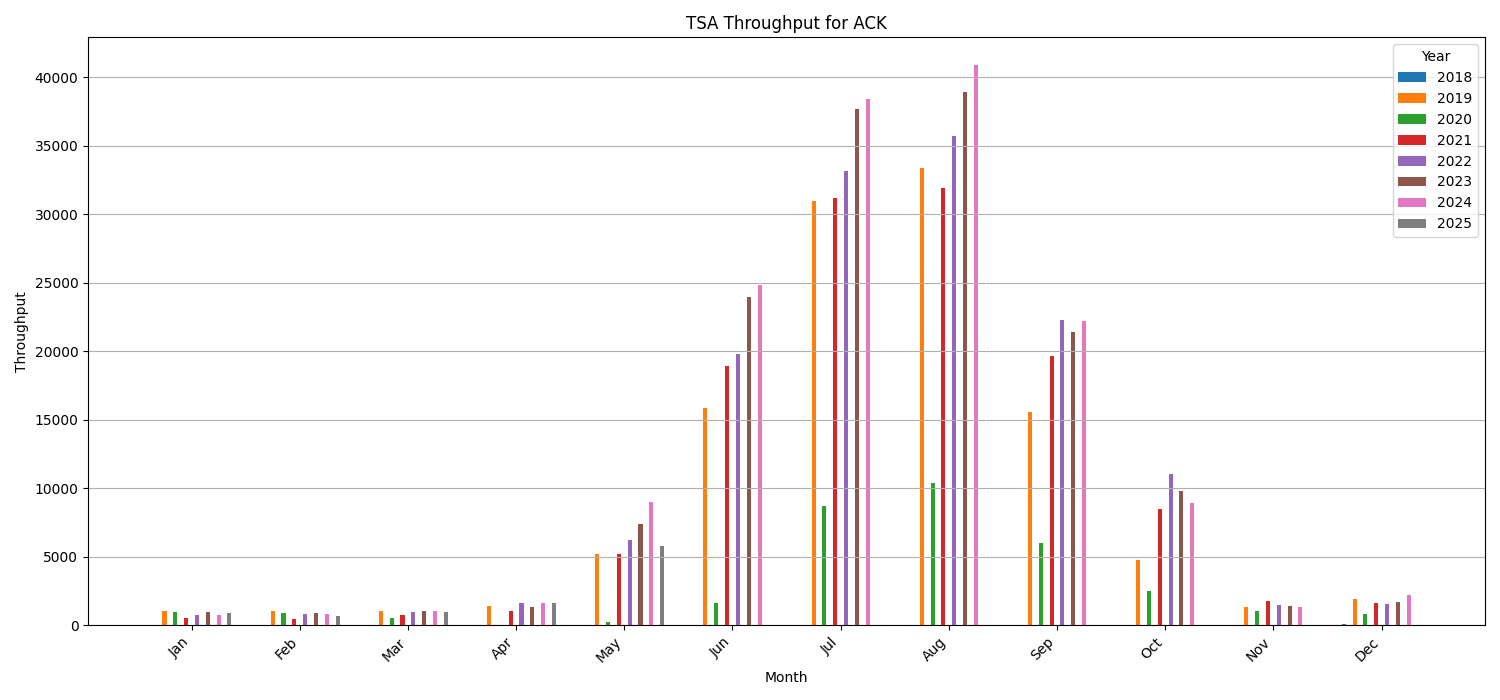 TSA Throughput for ACK
Year
2018
2019
2020
2021
2022
2023
2024
2025
Throughput
40000
35000
30000
25000
20000
15000
10000
5000
0
Jan
Feb
Mar
Apr
May
Jun
Jul
Aug
Sep
Oct
Nov
Dec
Month